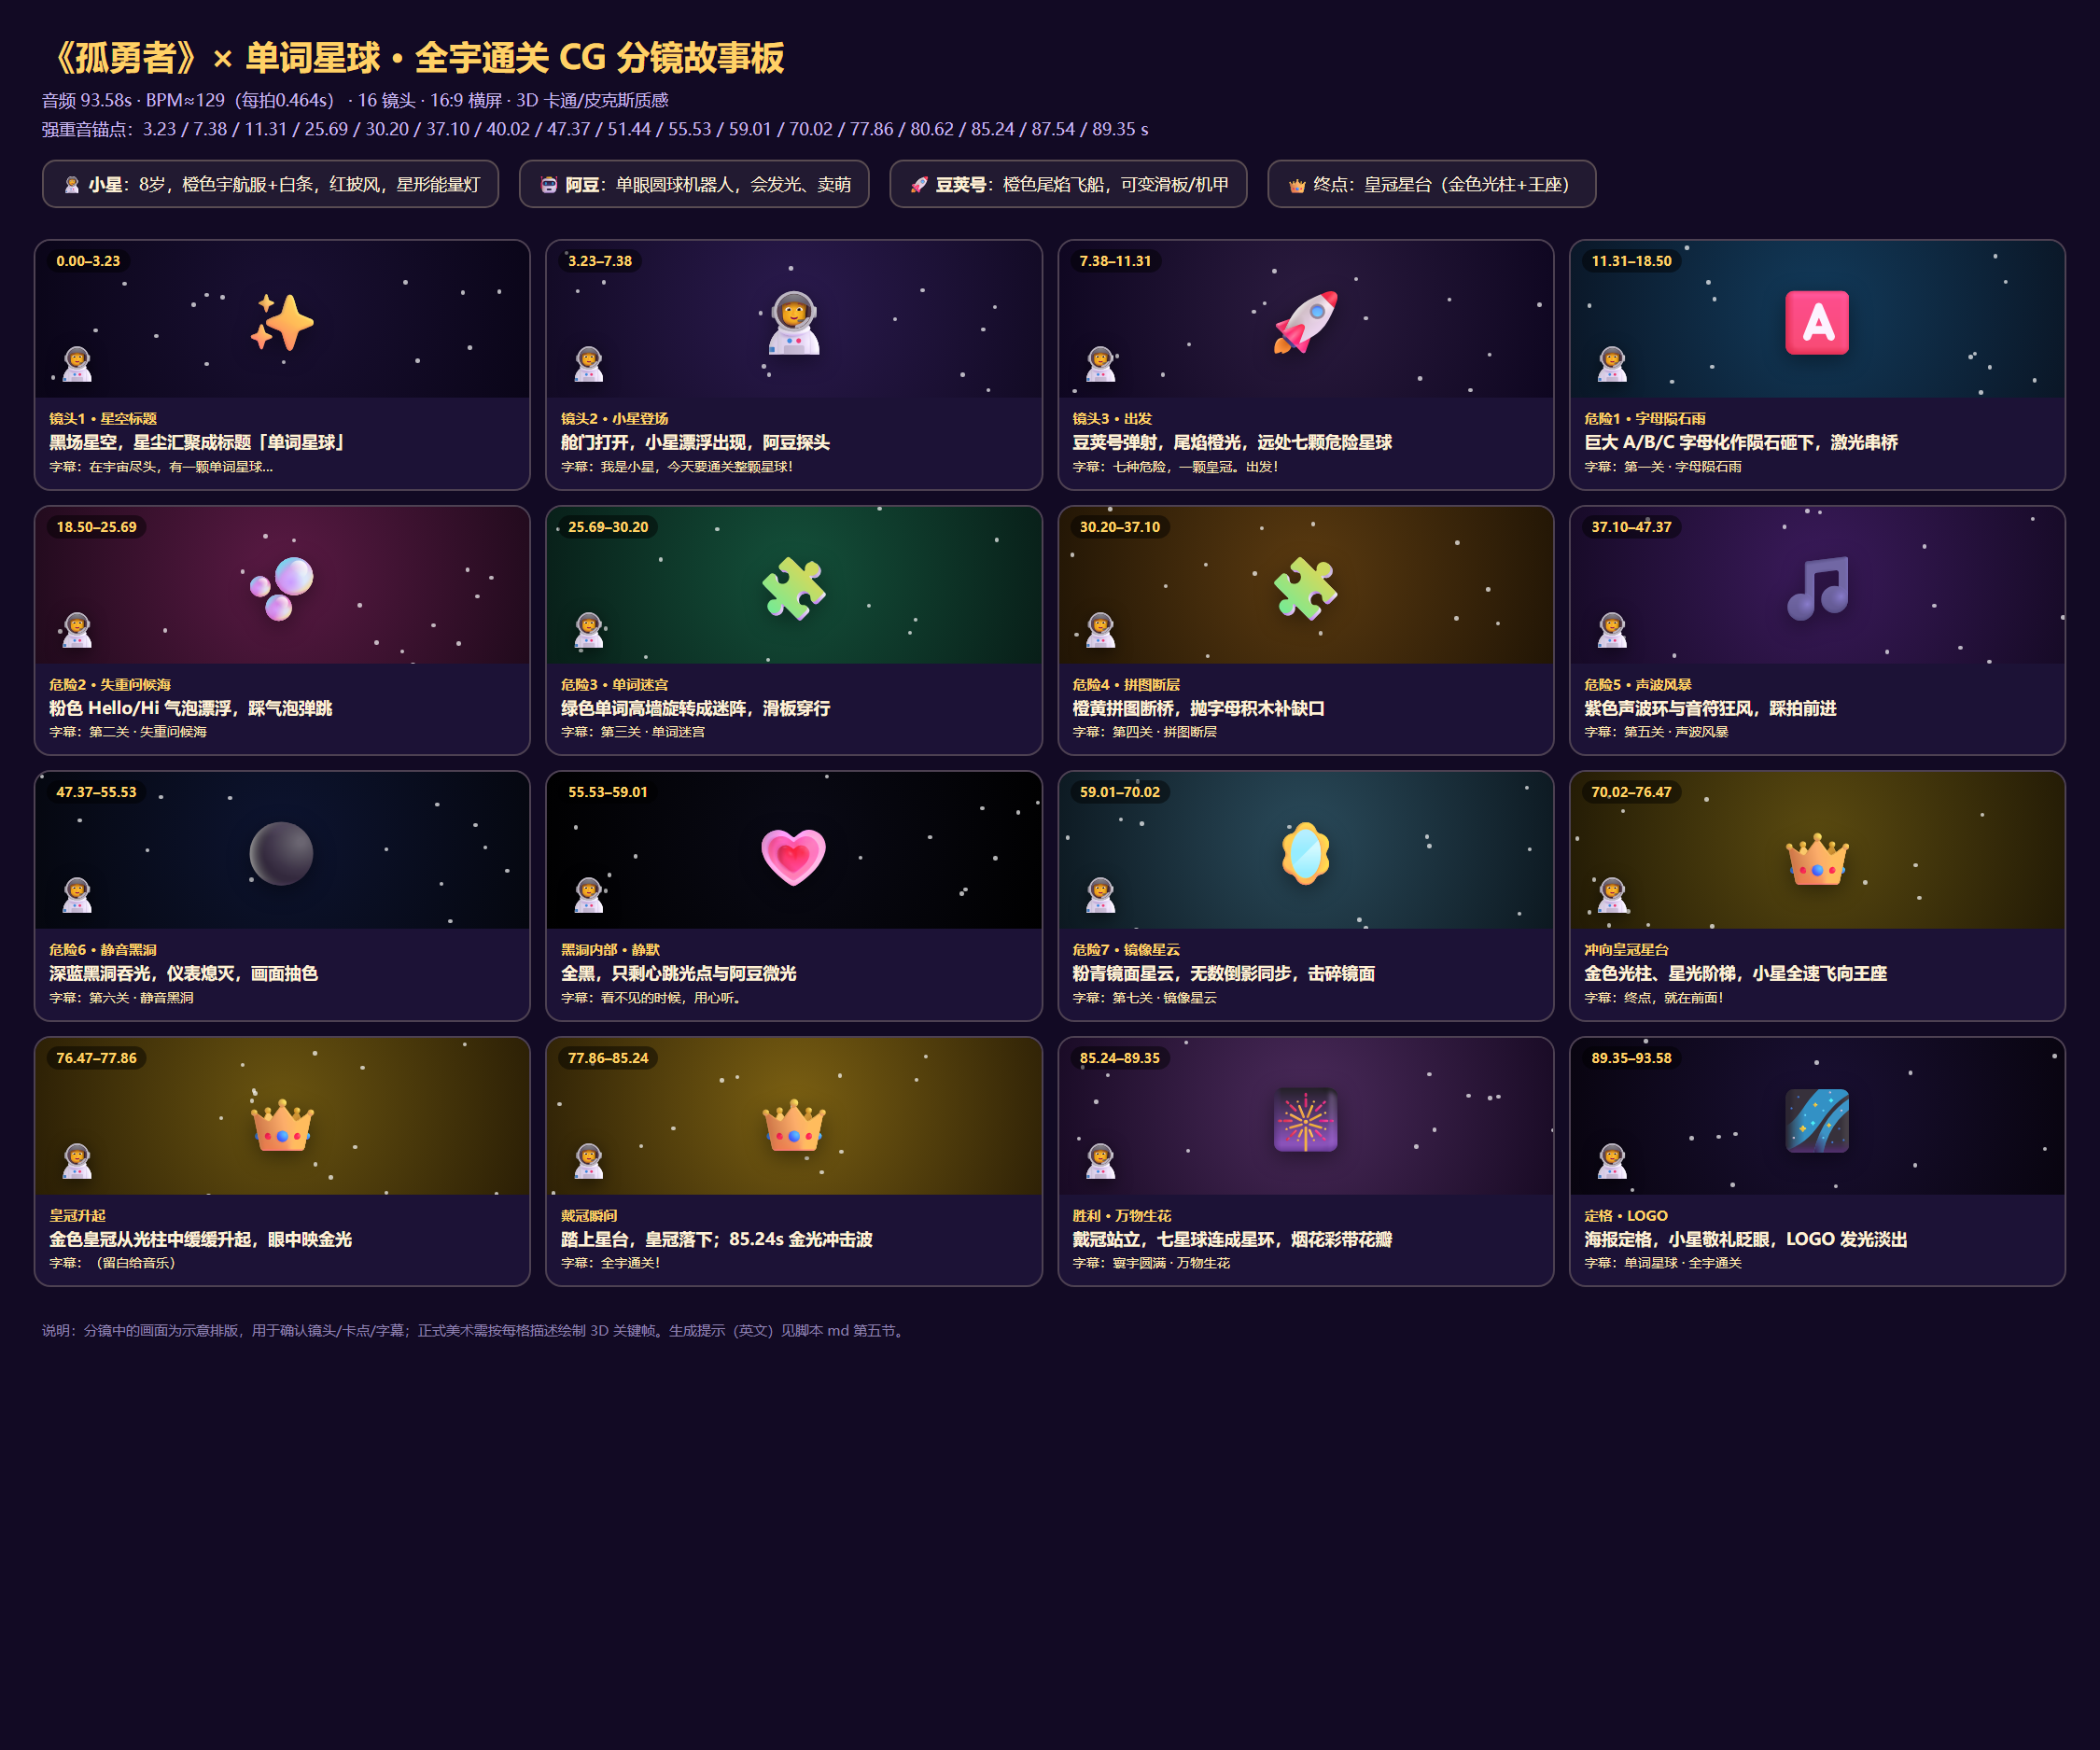 《孤勇者》× 单词星球 · 全宇通关 CG 分镜故事板
音频 93.58s · BPM≈129（每拍0.464s） · 16 镜头 · 16:9 横屏 · 3D 卡通/皮克斯质感
强重音锚点：3.23 / 7.38 / 11.31 / 25.69 / 30.20 / 37.10 / 40.02 / 47.37 / 51.44 / 55.53 / 59.01 / 70.02 / 77.86 / 80.62 / 85.24 / 87.54 / 89.35 s
小星：8岁，橙色宇航服+白条，红披风，星形能量灯
阿豆：单眼圆球机器人，会发光、卖萌
豆荚号：橙色尾焰飞船，可变滑板/机甲
终点：皇冠星台（金色光柱+王座）
0.00–3.23
镜头1 · 星空标题
黑场星空，星尘汇聚成标题「单词星球」
字幕：在宇宙尽头，有一颗单词星球...
3.23–7.38
镜头2 · 小星登场
舱门打开，小星漂浮出现，阿豆探头
字幕：我是小星，今天要通关整颗星球！
7.38–11.31
镜头3 · 出发
豆荚号弹射，尾焰橙光，远处七颗危险星球
字幕：七种危险，一颗皇冠。出发！
11.31–18.50
A
危险1 · 字母陨石雨
巨大 A/B/C 字母化作陨石砸下，激光串桥
字幕：第一关 · 字母陨石雨
18.50–25.69
危险2 · 失重问候海
粉色 Hello/Hi 气泡漂浮，踩气泡弹跳
字幕：第二关 · 失重问候海
25.69–30.20
危险3 · 单词迷宫
绿色单词高墙旋转成迷阵，滑板穿行
字幕：第三关 · 单词迷宫
30.20–37.10
危险4 · 拼图断层
橙黄拼图断桥，抛字母积木补缺口
字幕：第四关 · 拼图断层
37.10–47.37
危险5 · 声波风暴
紫色声波环与音符狂风，踩拍前进
字幕：第五关 · 声波风暴
47.37–55.53
危险6 · 静音黑洞
深蓝黑洞吞光，仪表熄灭，画面抽色
字幕：第六关 · 静音黑洞
55.53–59.01
黑洞内部 · 静默
全黑，只剩心跳光点与阿豆微光
字幕：看不见的时候，用心听。
59.01–70.02
危险7 · 镜像星云
粉青镜面星云，无数倒影同步，击碎镜面
字幕：第七关 · 镜像星云
70.02–76.47
冲向皇冠星台
金色光柱、星光阶梯，小星全速飞向王座
字幕：终点，就在前面！
76.47–77.86
皇冠升起
金色皇冠从光柱中缓缓升起，眼中映金光
字幕：（留白给音乐）
77.86–85.24
戴冠瞬间
踏上星台，皇冠落下；85.24s 金光冲击波
字幕：全宇通关！
85.24–89.35
胜利 · 万物生花
戴冠站立，七星球连成星环，烟花彩带花瓣
字幕：寰宇圆满 · 万物生花
89.35–93.58
定格 · LOGO
海报定格，小星敬礼眨眼，LOGO 发光淡出
字幕：单词星球 · 全宇通关
说明：分镜中的画面为示意排版，用于确认镜头/卡点/字幕；正式美术需按每格描述绘制 3D 关键帧。生成提示（英文）见脚本 md 第五节。